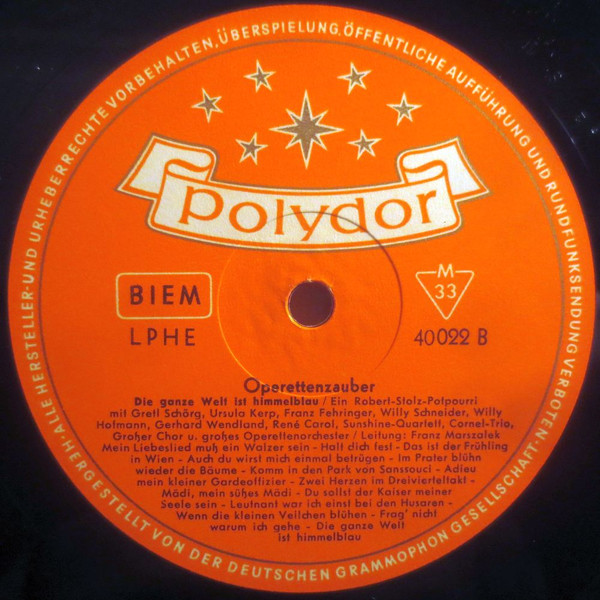 ALLE HERSTELLER- UND URHEBERRECHTE VORBEHALTEN, ÜBERSPIELUNG, ÖFFENTLICHE AUFFÜHRUNG UND RUNDFUNKSENDUNG VERBOTEN·
HERGESTELLT VON DER DEUTSCHEN GRAMMOPHON GESELLSCHAFT·
polydor
BIEM
LPHE
M
33
40022 B
Operettenzauber
Die ganze Welt ist himmelblau / Ein Robert-Stolz-Potpourri
mit Gretl Schörg, Ursula Kerp, Franz Fehringer, Willy Schneider, Willy
Hofmann, Gerhard Wendland, René Carol, Sunshine-Quartett, Cornel-Trio,
Großer Chor u. großes Operettenorchester / Leitung: Franz Marszalek
Mein Liebeslied muß ein Walzer sein - Halt dich fest - Das ist der Frühling
in Wien - Auch du wirst mich einmal betrügen - Im Prater blühn
wieder die Bäume - Komm in den Park von Sanssouci - Adieu
mein kleiner Gardeoffizier - Zwei Herzen im Dreivierteltakt -
Mädi, mein süßes Mädi - Du sollst der Kaiser meiner
Seele sein - Leutnant war ich einst bei den Husaren -
Wenn die kleinen Veilchen blühen - Frag' nicht
warum ich gehe - Die ganze Welt
ist himmelblau